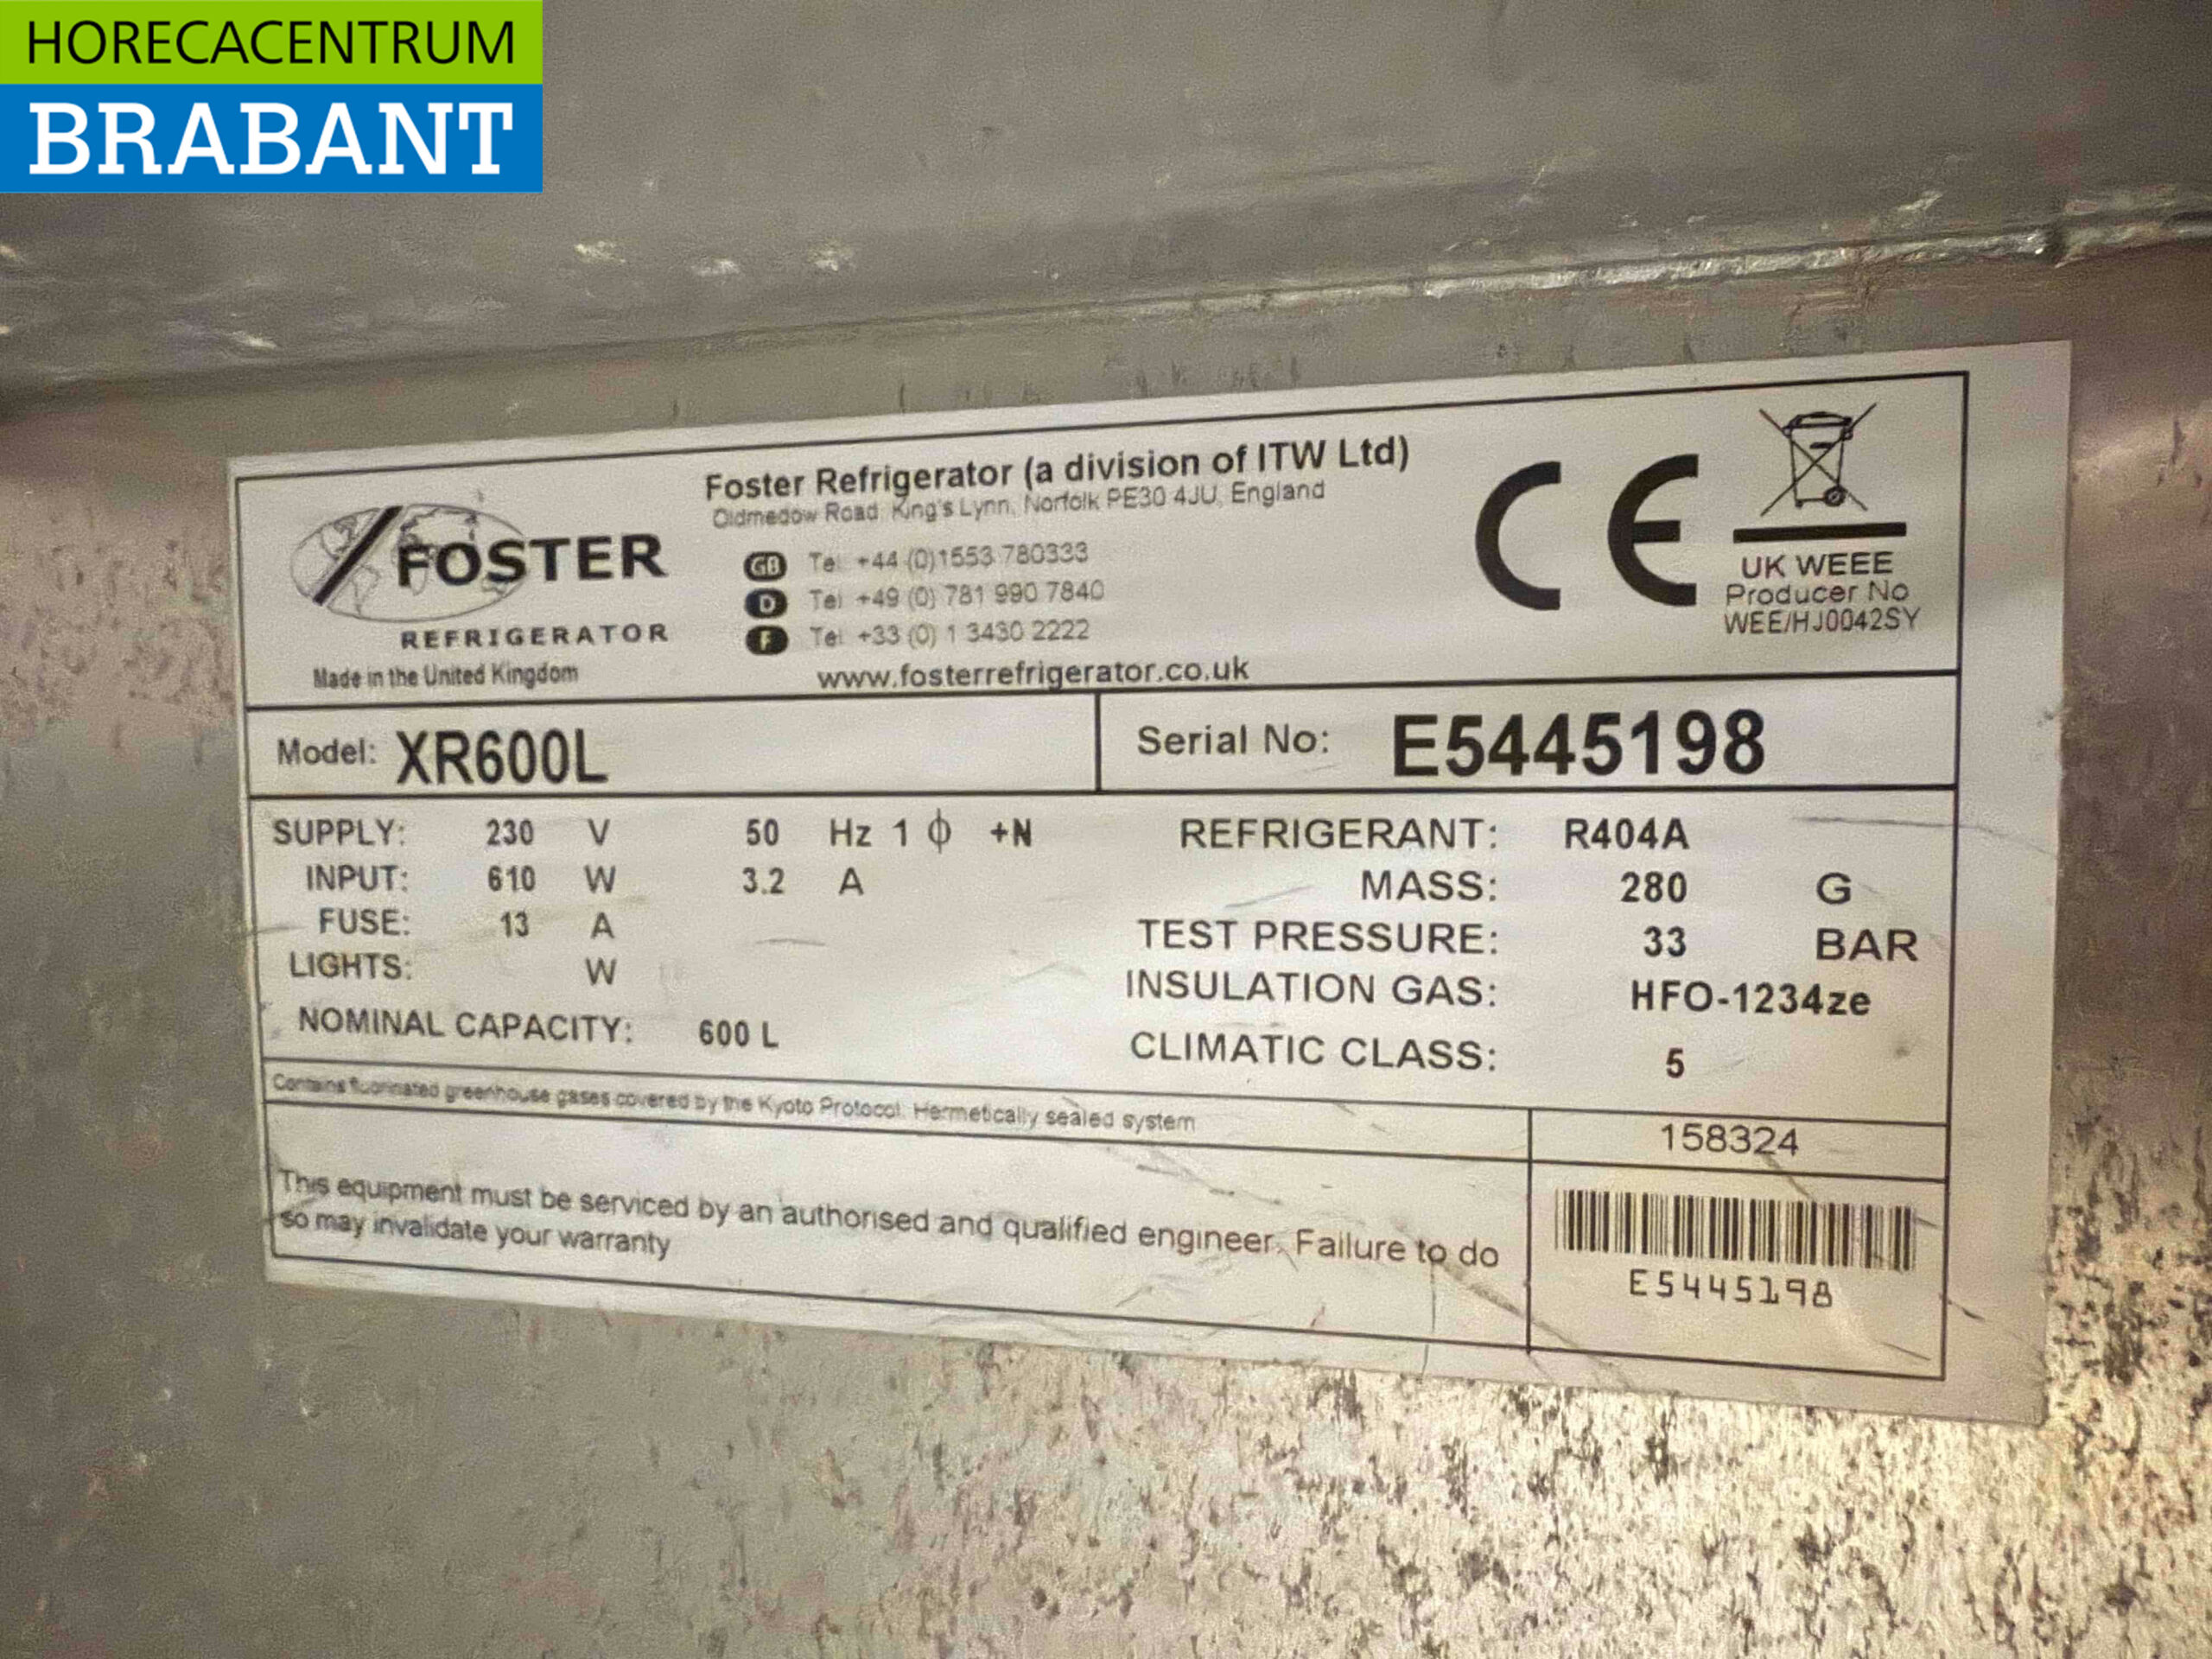 HORECACENTRUM
BRABANT
FOSTER
REFRIGERATOR
Made in the United Kingdom
Foster Refrigerator (a division of ITW Ltd)
Oldmedow Road, King's Lynn, Norfolk PE30 4JU, England
GB Tel +44 (0)1553 780333
D Tel +49 (0) 781 990 7840
F Tel +33 (0) 1 3430 2222
www.fosterrefrigerator.co.uk
CE
UK WEEE
Producer No
WEE/HJ0042SY
Model: XR600L
Serial No: E5445198
SUPPLY: 230 V 50 Hz 1 ϕ +N
INPUT: 610 W 3.2 A
FUSE: 13 A
LIGHTS: W
NOMINAL CAPACITY: 600 L
REFRIGERANT: R404A
MASS: 280 G
TEST PRESSURE: 33 BAR
INSULATION GAS: HFO-1234ze
CLIMATIC CLASS: 5
Contains fluorinated greenhouse gases covered by the Kyoto Protocol. Hermetically sealed system
158324
This equipment must be serviced by an authorised and qualified engineer. Failure to do
so may invalidate your warranty
E5445198